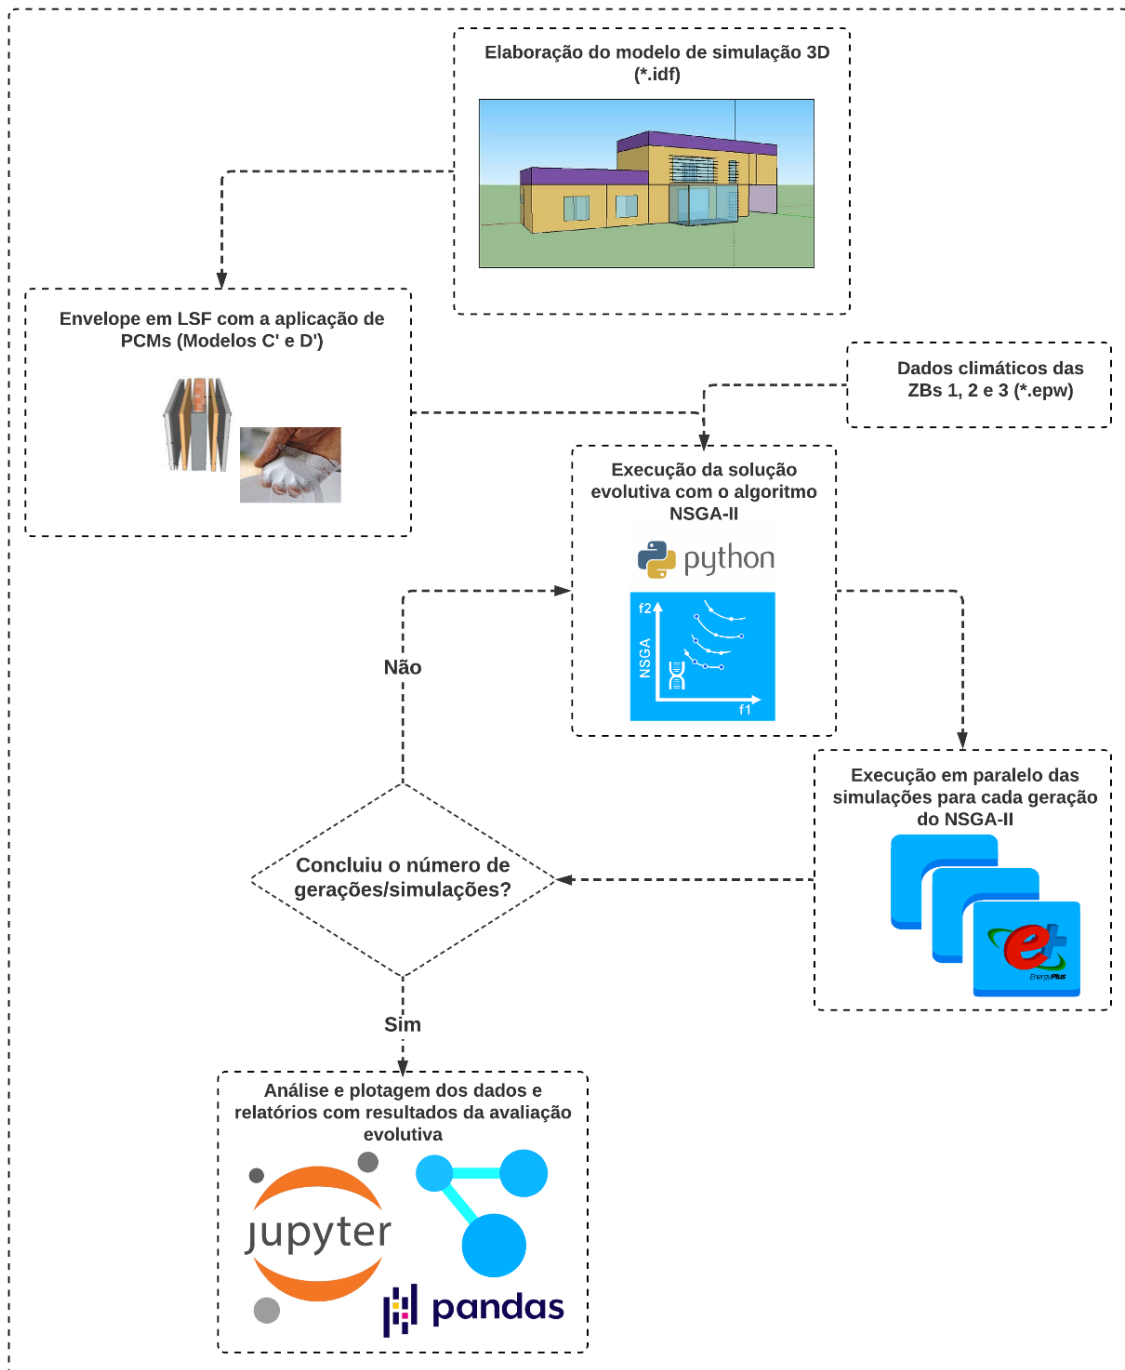 Elaboração do modelo de simulação 3D
(*.idf)
Envelope em LSF com a aplicação de
PCMs (Modelos C' e D')
Dados climáticos das
ZBs 1, 2 e 3 (*.epw)
Execução da solução
evolutiva com o algoritmo
NSGA-II
python
f2
NSGA
f1
Não
Execução em paralelo das
simulações para cada geração
do NSGA-II
e+
EnergyPlus
Concluiu o número de
gerações/simulações?
Sim
Análise e plotagem dos dados e
relatórios com resultados da avaliação
evolutiva
jupyter
pandas